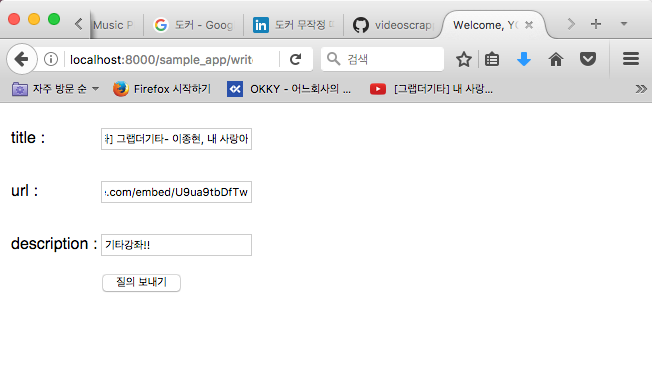 Music P
도커 - Goog
도커 무작정
videoscrap
Welcome, Y
localhost:8000/sample_app/write
검색
자주 방문 순
Firefox 시작하기
OKKY - 어느회사의 ...
[그랩더기타] 내 사랑...
title :
] 그랩더기타- 이종현, 내 사랑아
url :
.com/embed/U9ua9tbDfTw
description :
기타강좌!!
질의 보내기